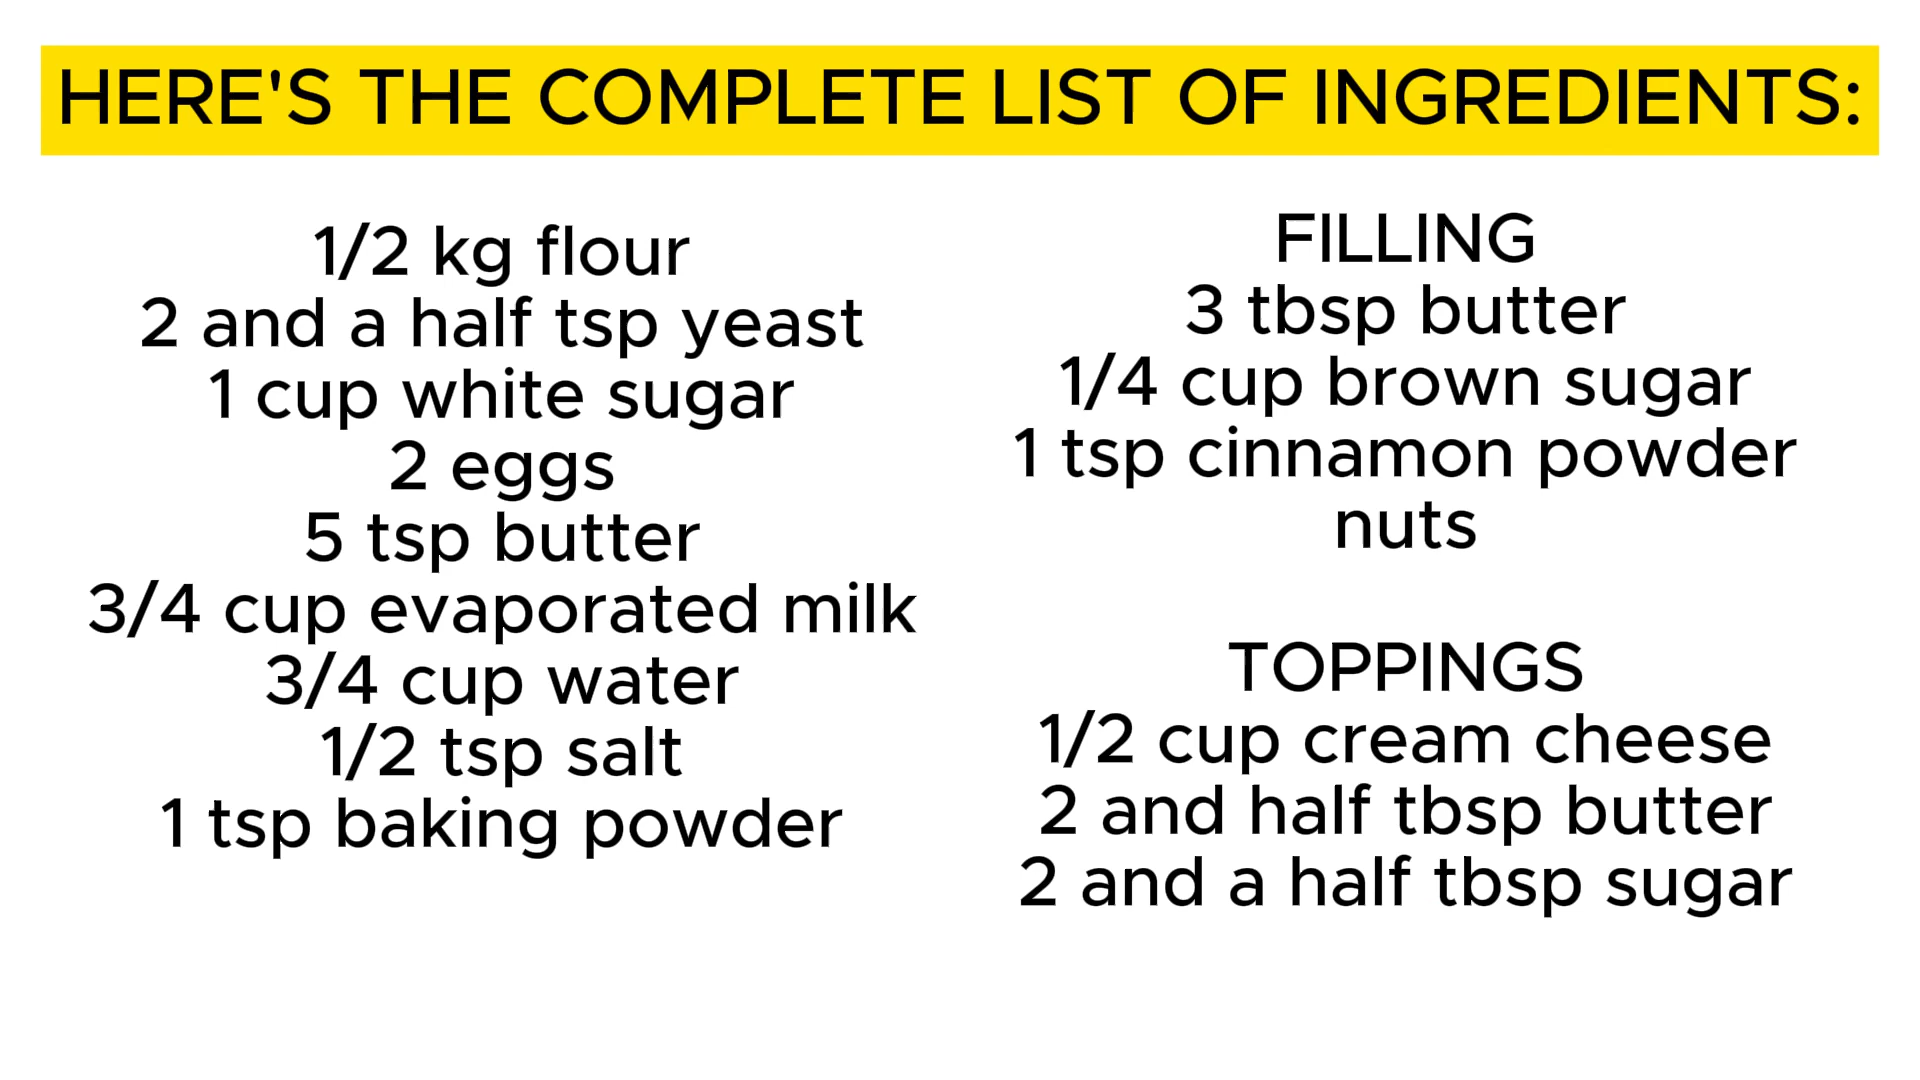 HERE'S THE COMPLETE LIST OF INGREDIENTS:
1/2 kg flour
2 and a half tsp yeast
1 cup white sugar
2 eggs
5 tsp butter
3/4 cup evaporated milk
3/4 cup water
1/2 tsp salt
1 tsp baking powder
FILLING
3 tbsp butter
1/4 cup brown sugar
1 tsp cinnamon powder
nuts
TOPPINGS
1/2 cup cream cheese
2 and half tbsp butter
2 and a half tbsp sugar